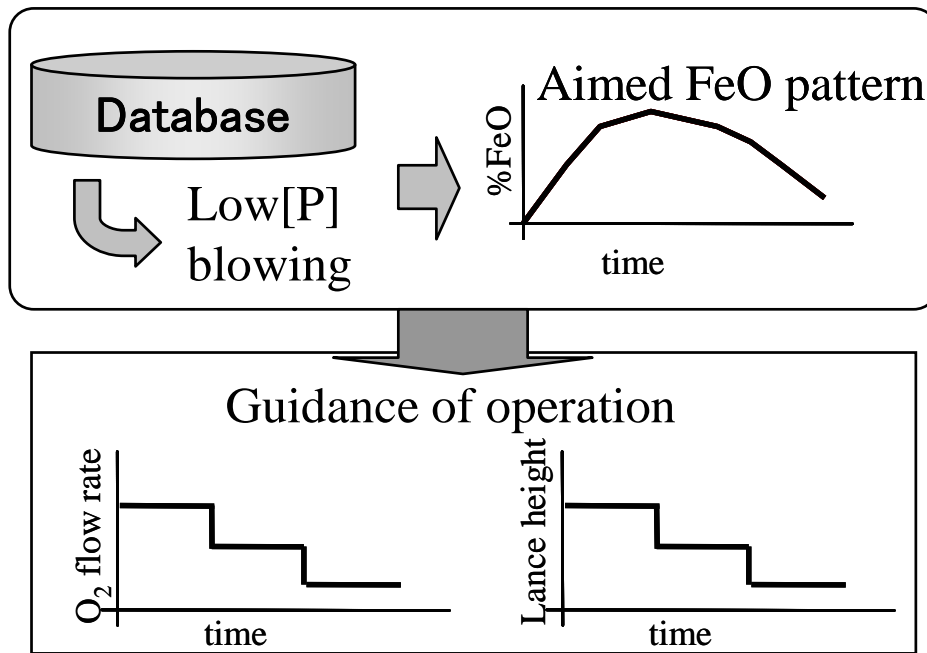 Database
Low[P]
blowing
Aimed FeO pattern
%FeO
time
Guidance of operation
O₂ flow rate
time
Lance height
time